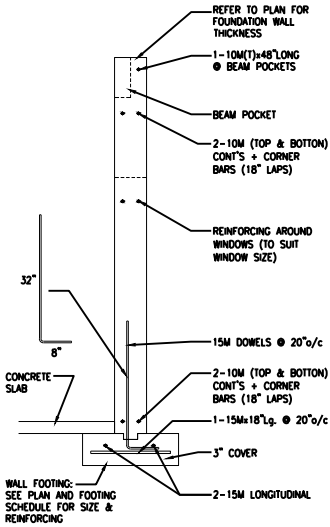 REFER TO PLAN FOR
FOUNDATION WALL
THICKNESS
1-10M(T)x48"LONG
@ BEAM POCKETS
BEAM POCKET
2-10M (TOP & BOTTOM)
CONT'S + CORNER
BARS (18" LAPS)
REINFORCING AROUND
WINDOWS (TO SUIT
WINDOW SIZE)
32"
8"
15M DOWELS @ 20"o/c
CONCRETE
SLAB
2-10M (TOP & BOTTOM)
CONT'S + CORNER
BARS (18" LAPS)
1-15Mx18"Lg. @ 20"o/c
3" COVER
WALL FOOTING:
SEE PLAN AND FOOTING
SCHEDULE FOR SIZE &
REINFORCING
2-15M LONGITUDINAL